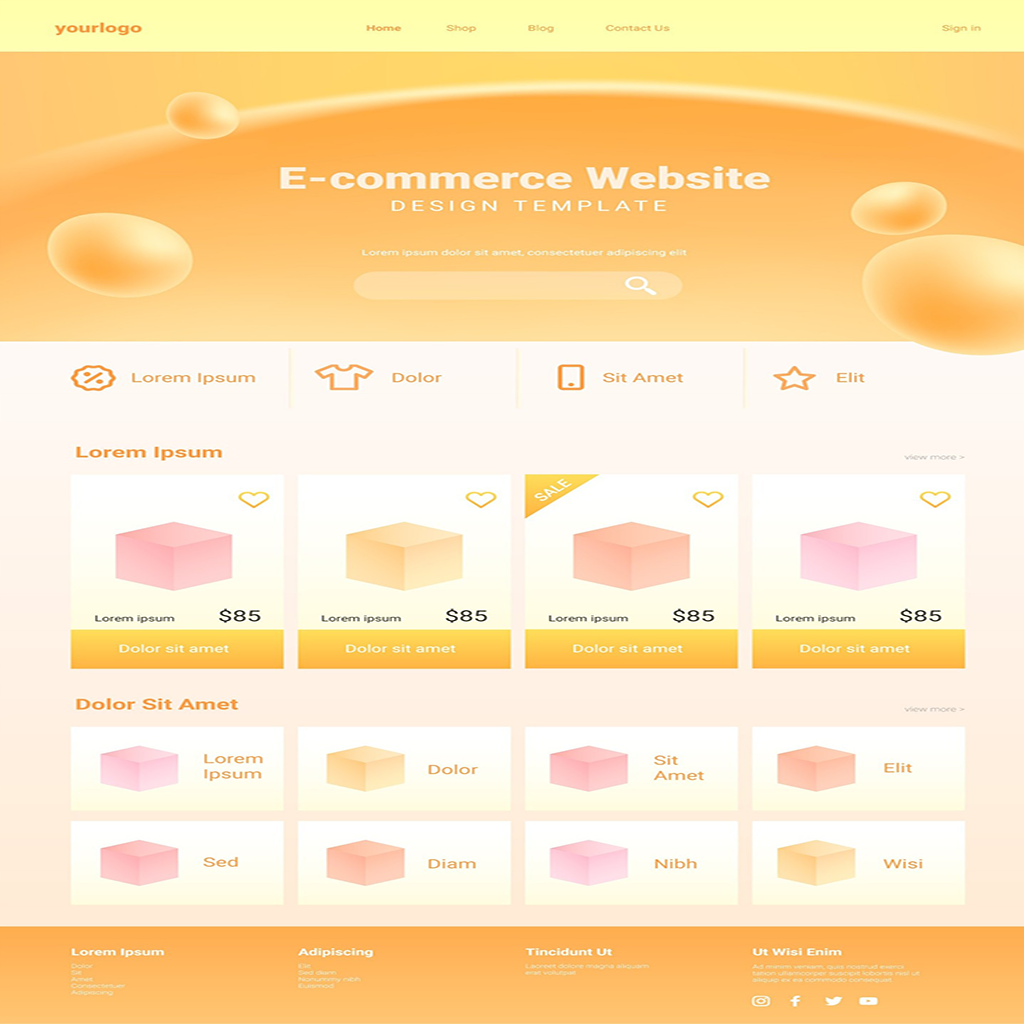 yourlogo
Home
Shop
Blog
Contact Us
Sign In
E-commerce Website
DESIGN TEMPLATE
Lorem ipsum dolor sit amet, consectetuer adipiscing elit
Lorem Ipsum
Dolor
Sit Amet
Elit
Lorem Ipsum
view more >
SALE
Lorem ipsum
$85
Lorem ipsum
$85
Lorem ipsum
$85
Lorem ipsum
$85
Dolor sit amet
Dolor sit amet
Dolor sit amet
Dolor sit amet
Dolor Sit Amet
view more >
Lorem
Ipsum
Dolor
Sit
Amet
Elit
Sed
Diam
Nibh
Wisi
Lorem Ipsum
Dolor
Sit
Amet
Consectetuer
Adipiscing
Adipiscing
Elit
Sed diam
Nonummy nibh
Euismod
Tincidunt Ut
Laoreet dolore magna aliquam
erat volutpat
Ut Wisi Enim
Ad minim veniam, quis nostrud exerci
tation ullamcorper suscipit lobortis nisl ut
aliquip ex ea commodo consequat